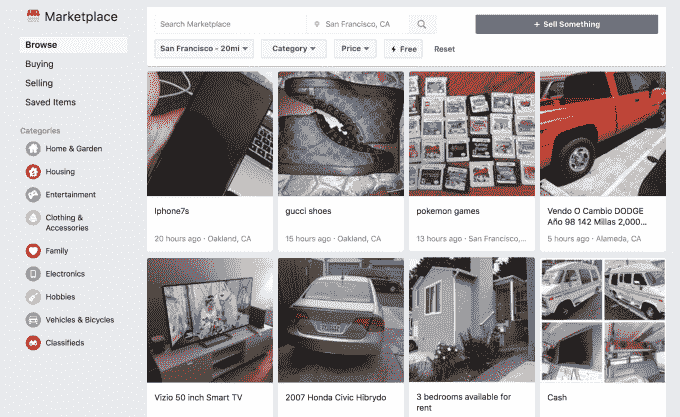 Marketplace
Search Marketplace
San Francisco, CA
+ Sell Something
San Francisco - 20mi
Category
Price
Free
Reset
Browse
Buying
Selling
Saved Items
Categories
Home & Garden
Housing
Entertainment
Clothing &
Accessories
Family
Electronics
Hobbies
Vehicles & Bicycles
Classifieds
Iphone7s
20 hours ago · Oakland, CA
gucci shoes
15 hours ago · Oakland, CA
pokemon games
13 hours ago · San Francisco,...
Vendo O Cambio DODGE
Año 98 142 Millas 2,000...
5 hours ago · Alameda, CA
Vizio 50 inch Smart TV
2007 Honda Civic Hibrydo
3 bedrooms available for
rent
Cash